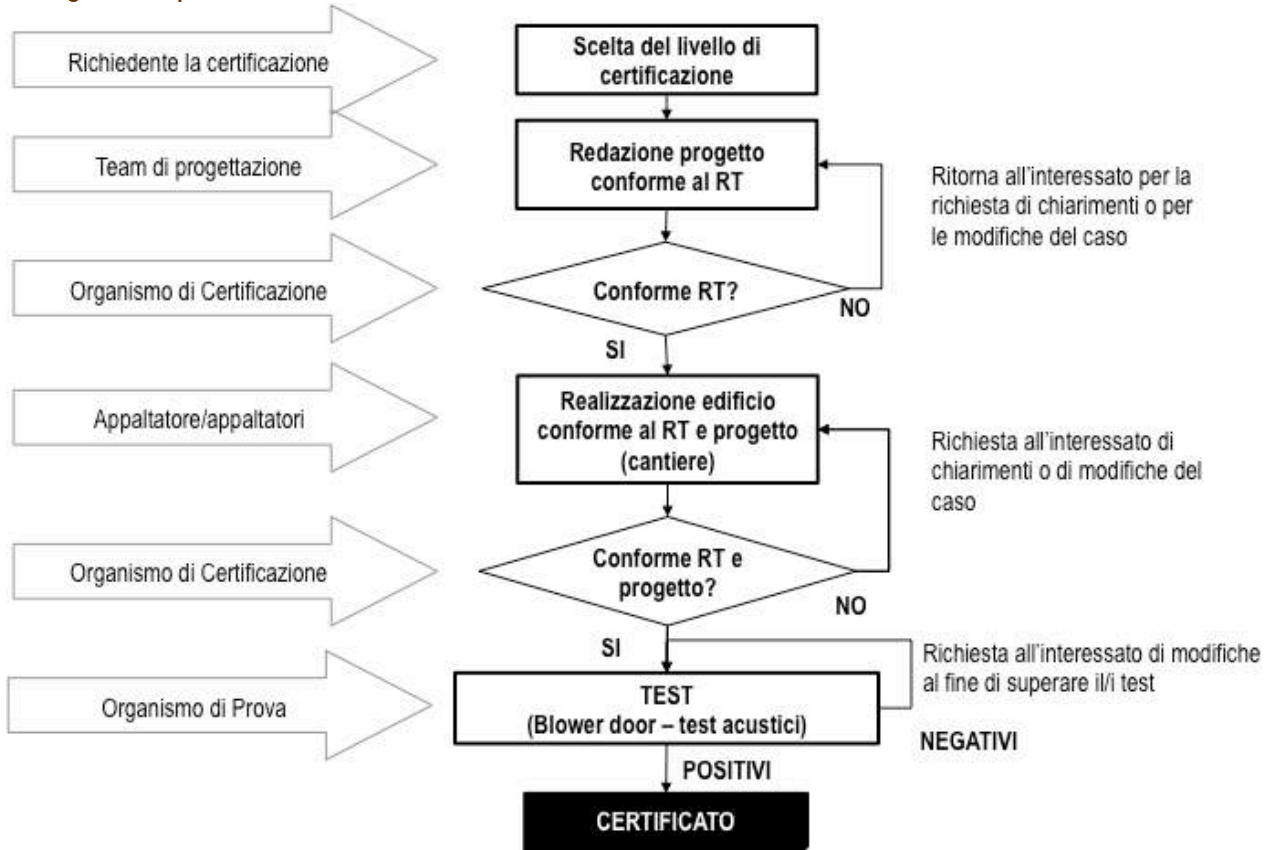 Richiedente la certificazione
Scelta del livello di
certificazione
Team di progettazione
Redazione progetto
conforme al RT
Ritorna all'interessato per la
richiesta di chiarimenti o per
le modifiche del caso
Organismo di Certificazione
Conforme RT?
NO
SI
Appaltatore/appaltatori
Realizzazione edificio
conforme al RT e progetto
(cantiere)
Richiesta all'interessato di
chiarimenti o di modifiche del
caso
Organismo di Certificazione
Conforme RT e
progetto?
NO
SI
Richiesta all'interessato di modifiche
al fine di superare il/i test
Organismo di Prova
TEST
(Blower door – test acustici)
NEGATIVI
POSITIVI
CERTIFICATO